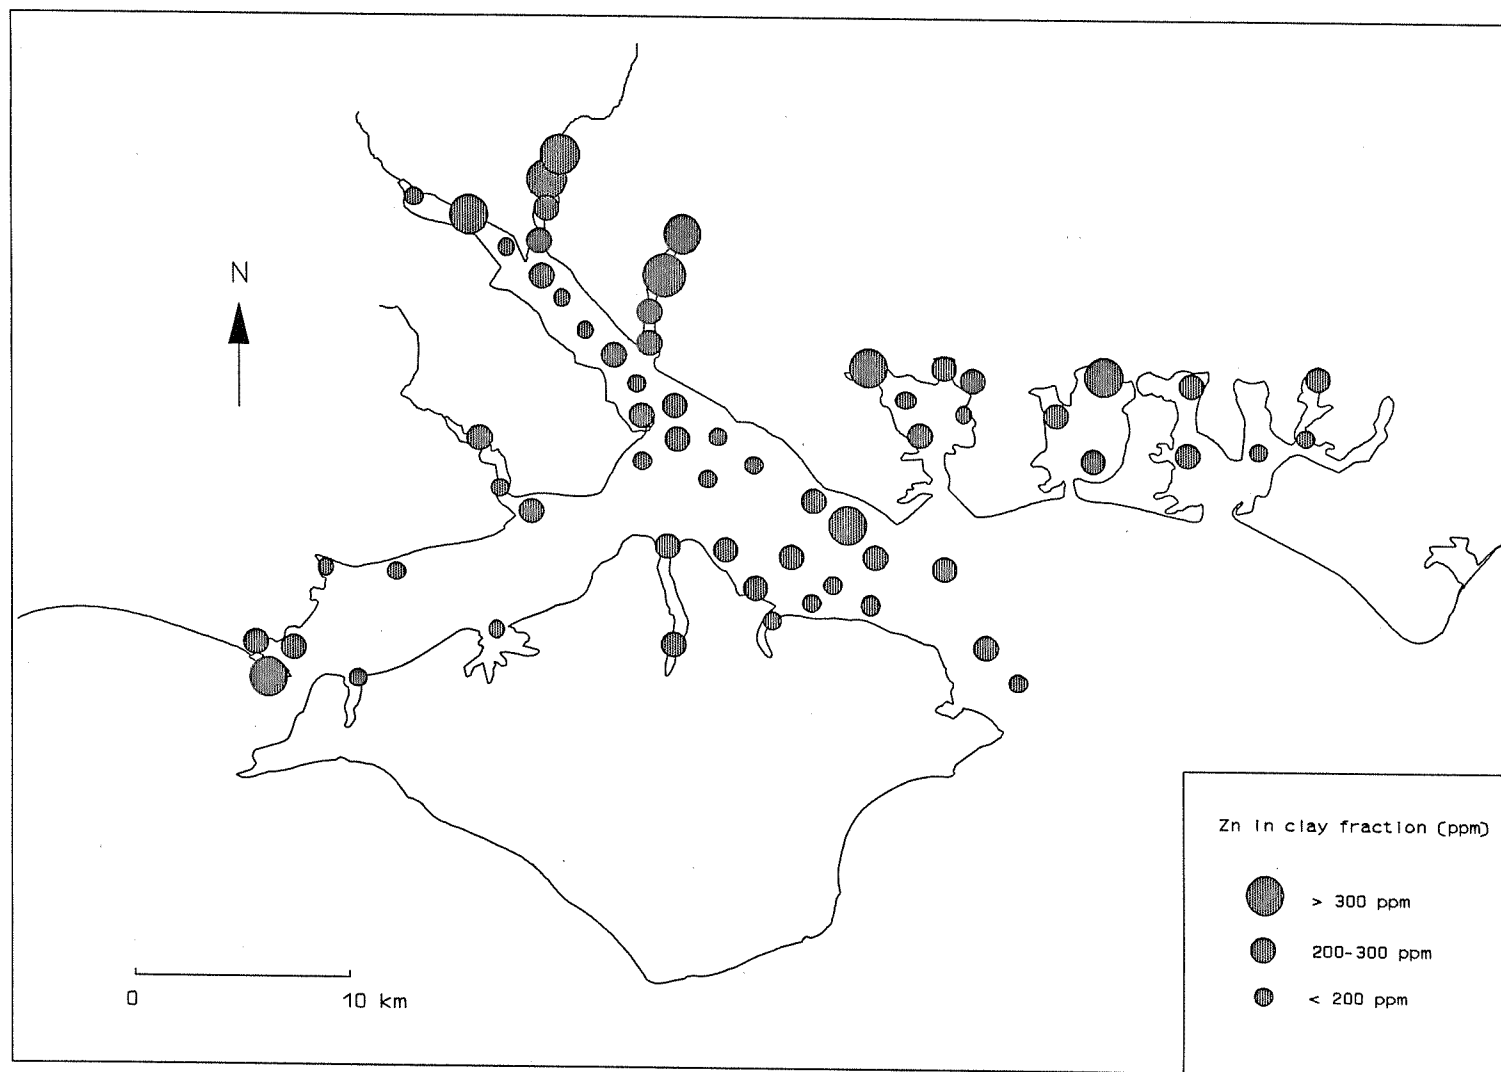 N
Zn in clay fraction (ppm)
> 300 ppm
200-300 ppm
< 200 ppm
0 10 km